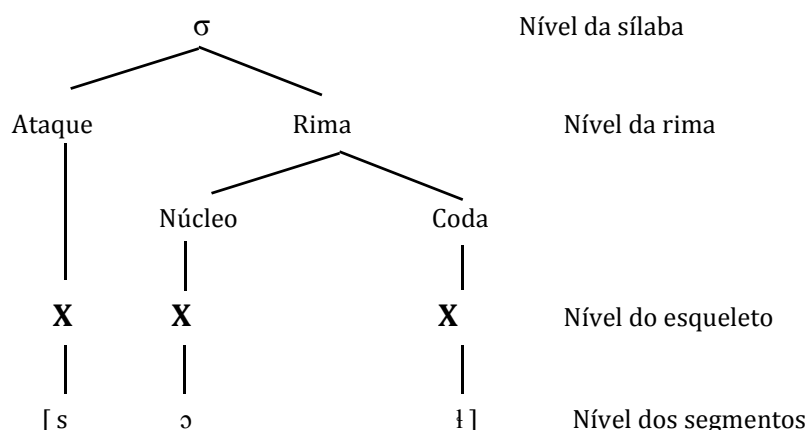 σ Nível da sílaba
Ataque Rima Nível da rima
Núcleo Coda
X X X Nível do esqueleto
[ s ɔ ɫ ] Nível dos segmentos